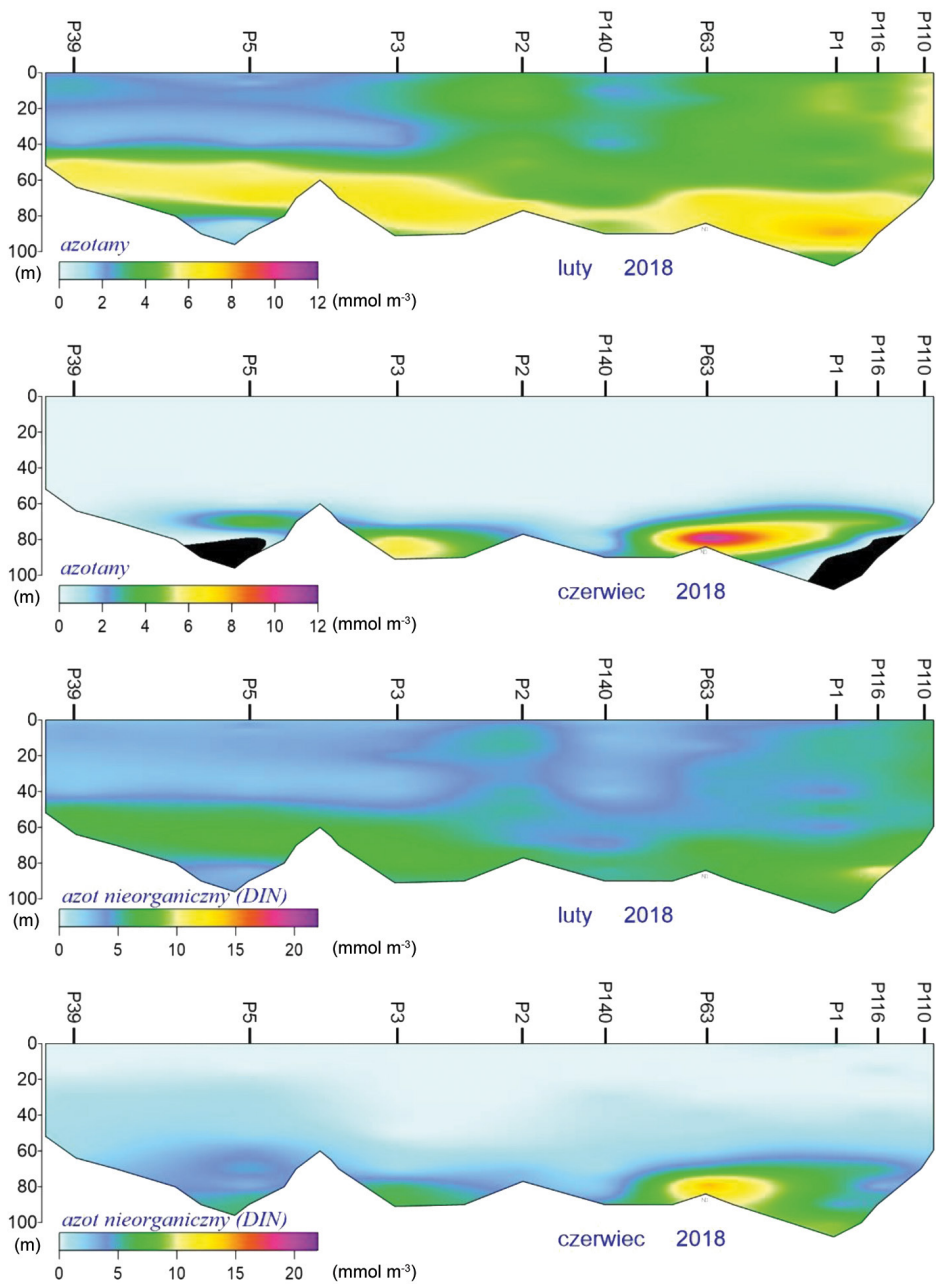 P39 P5 P3 P2 P140 P63 P1 P116 P110
0
20
40
60
80
100
(m)
azotany
0 2 4 6 8 10 12 (mmol m-3)
luty 2018
P39 P5 P3 P2 P140 P63 P1 P116 P110
0
20
40
60
80
100
(m)
azotany
0 2 4 6 8 10 12 (mmol m-3)
czerwiec 2018
P39 P5 P3 P2 P140 P63 P1 P116 P110
0
20
40
60
80
100
(m)
azot nieorganiczny (DIN)
0 5 10 15 20 (mmol m-3)
luty 2018
P39 P5 P3 P2 P140 P63 P1 P116 P110
0
20
40
60
80
100
(m)
azot nieorganiczny (DIN)
0 5 10 15 20 (mmol m-3)
czerwiec 2018